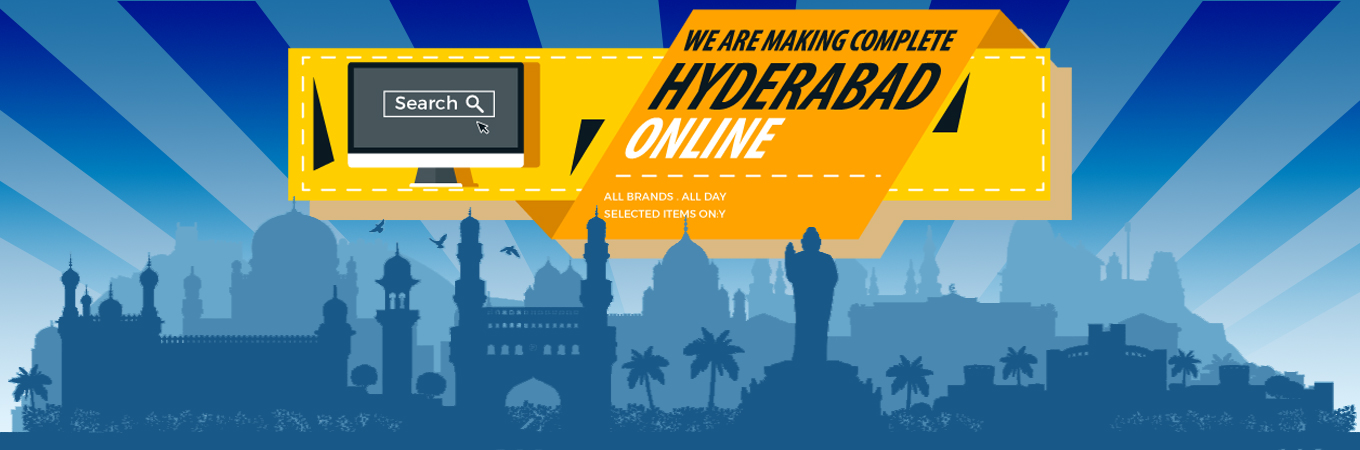 WE ARE MAKING COMPLETE
HYDERABAD
ONLINE
Search
ALL BRANDS . ALL DAY
SELECTED ITEMS ONLY